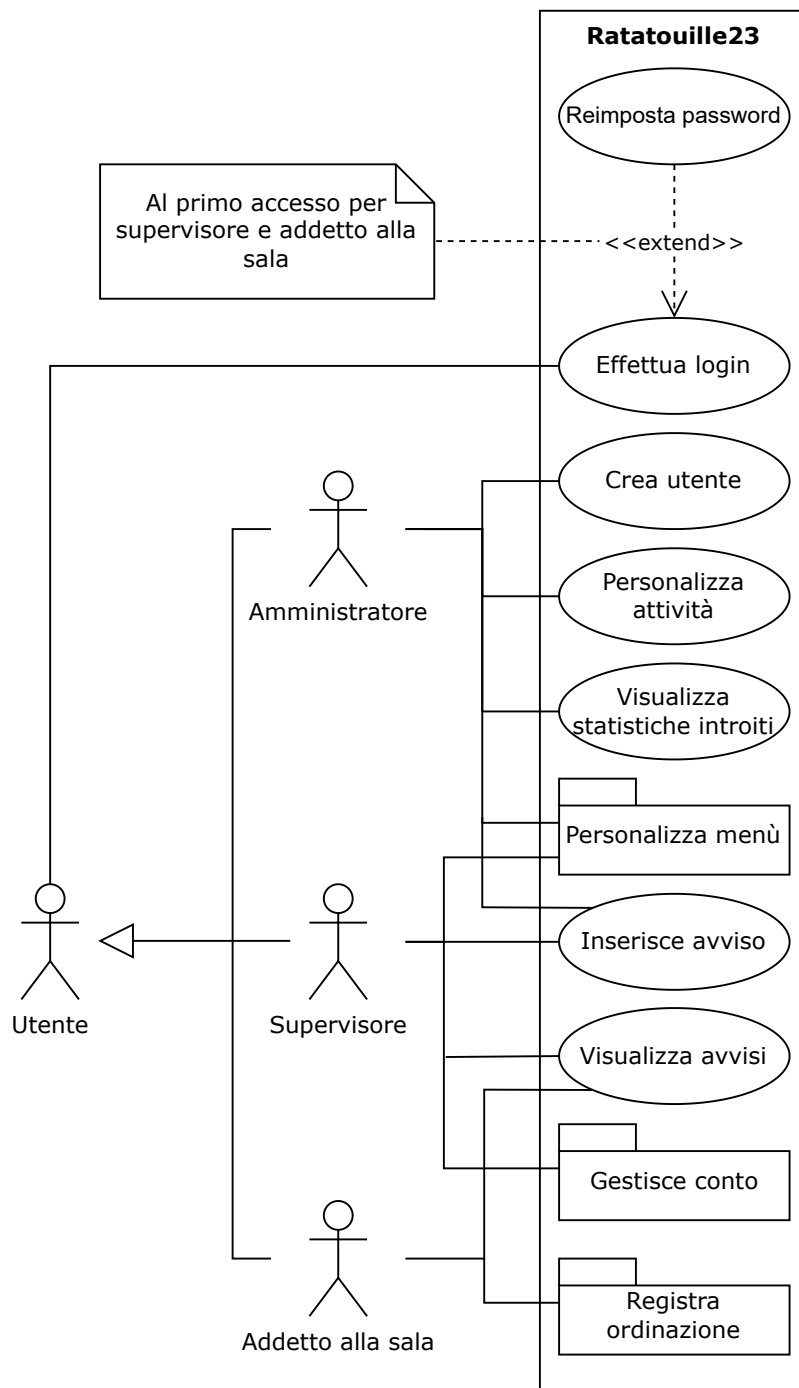 Ratatouille23
Reimposta password
Al primo accesso per
supervisore e addetto alla
sala
<<extend>>
Effettua login
Crea utente
Amministratore
Personalizza
attività
Visualizza
statistiche introiti
Personalizza menù
Utente
Supervisore
Inserisce avviso
Visualizza avvisi
Gestisce conto
Addetto alla sala
Registra
ordinazione